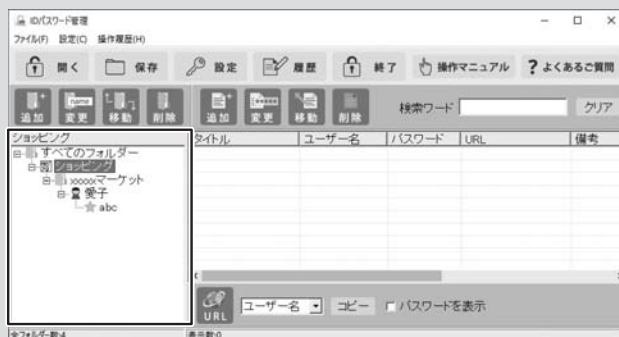 ID/パスワード管理
ファイル(F) 設定(C) 操作履歴(H)
開く 保存 設定 履歴 終了 操作マニュアル ? よくあるご質問
追加 name 変更 移動 削除 追加 変更 移動 削除 検索ワード クリア
ショッピング タイトル ユーザー名 パスワード URL 備考
すべてのフォルダー
ショッピング
xxxxxマーケット
愛子
abc
URL ユーザー名 コピー パスワードを表示
全フォルダー数:4 表示数:0